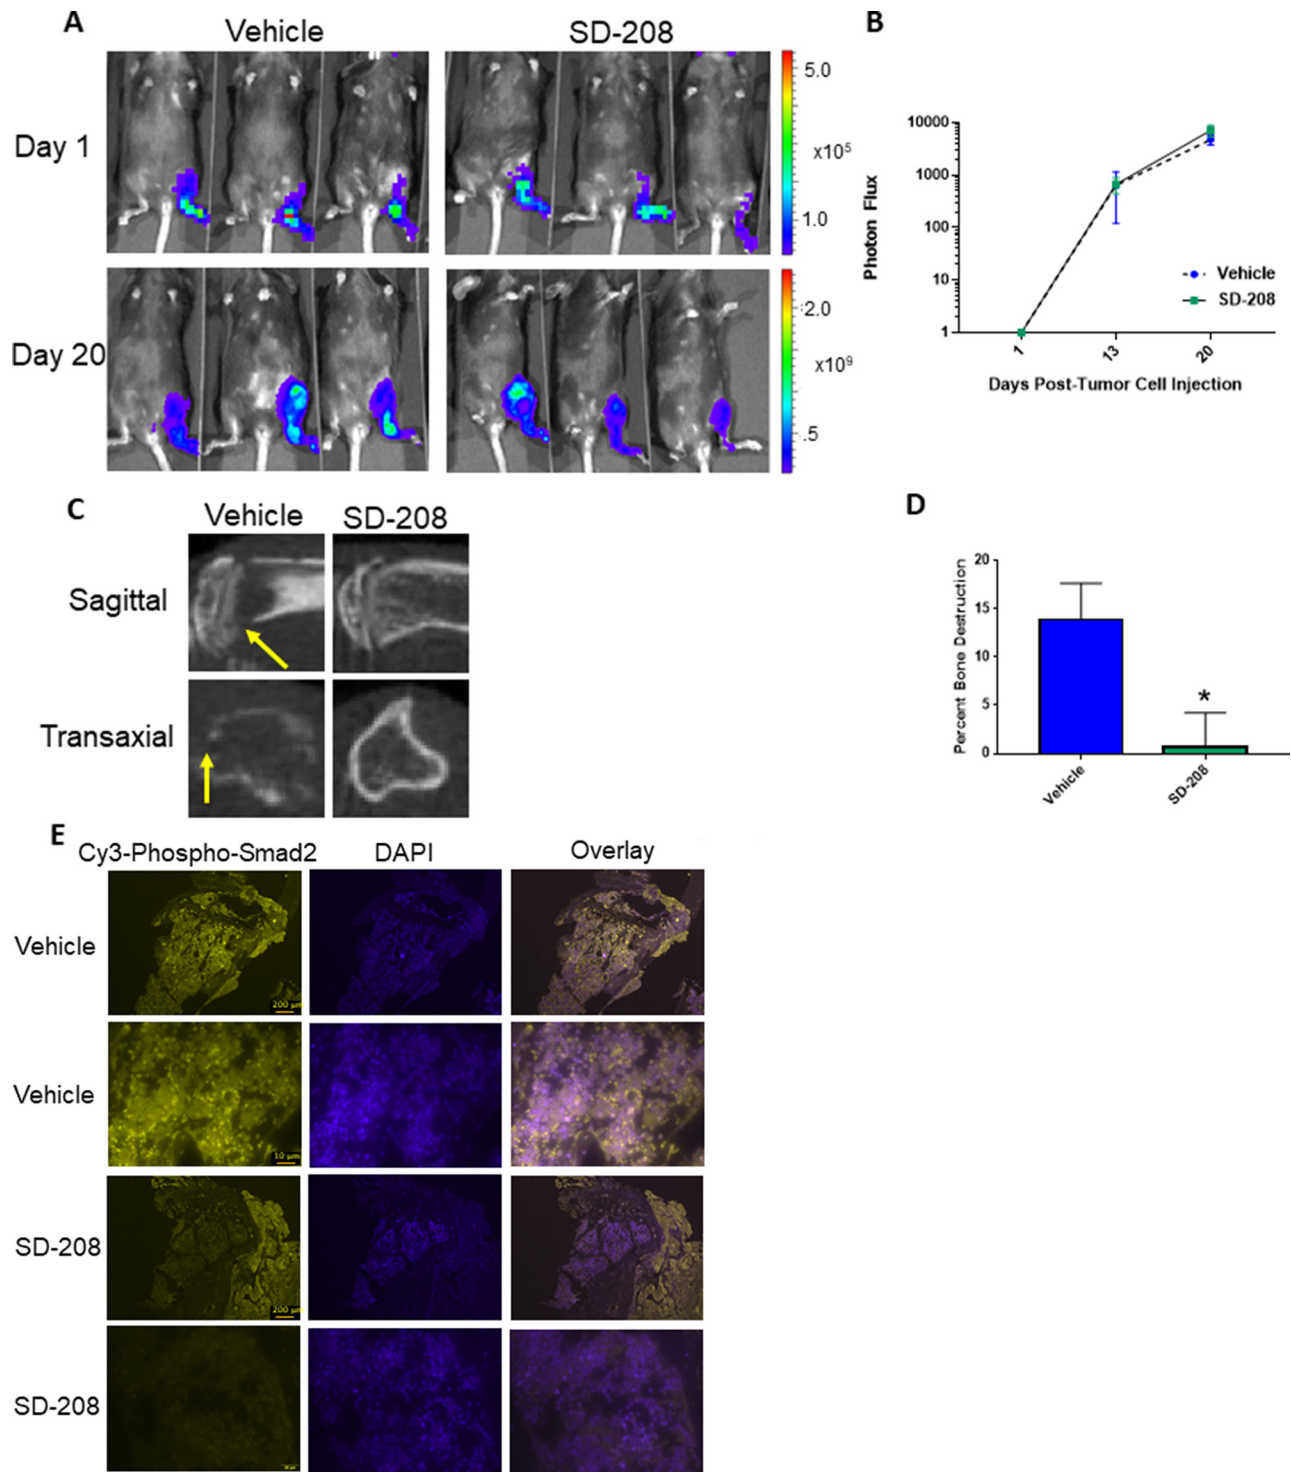 A
Vehicle
SD-208
Day 1
5.0
x10⁵
1.0
Day 20
2.0
x10⁹
.5
B
Photon Flux
10000
1000
100
10
1
Vehicle
SD-208
1
13
20
Days Post-Tumor Cell Injection
C
Vehicle
SD-208
Sagittal
Transaxial
D
Percent Bone Destruction
20
15
10
5
0
*
Vehicle
SD-208
E
Cy3-Phospho-Smad2
DAPI
Overlay
Vehicle
200 µm
Vehicle
10 µm
SD-208
200 µm
SD-208